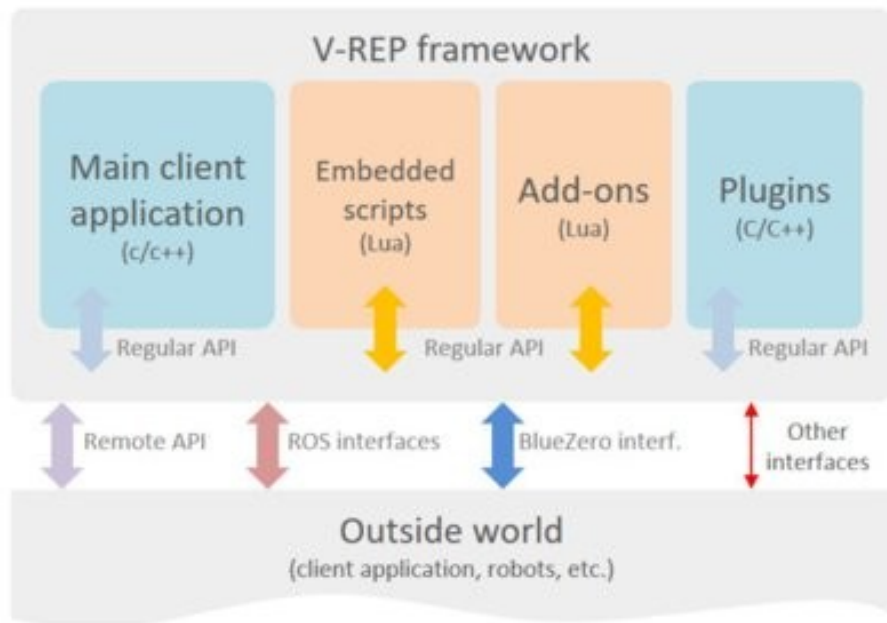 V-REP framework
Main client
application
(c/c++)
Embedded
scripts
(Lua)
Add-ons
(Lua)
Plugins
(C/C++)
Regular API
Regular API
Regular API
Remote API
ROS interfaces
BlueZero interf.
Other
interfaces
Outside world
(client application, robots, etc.)